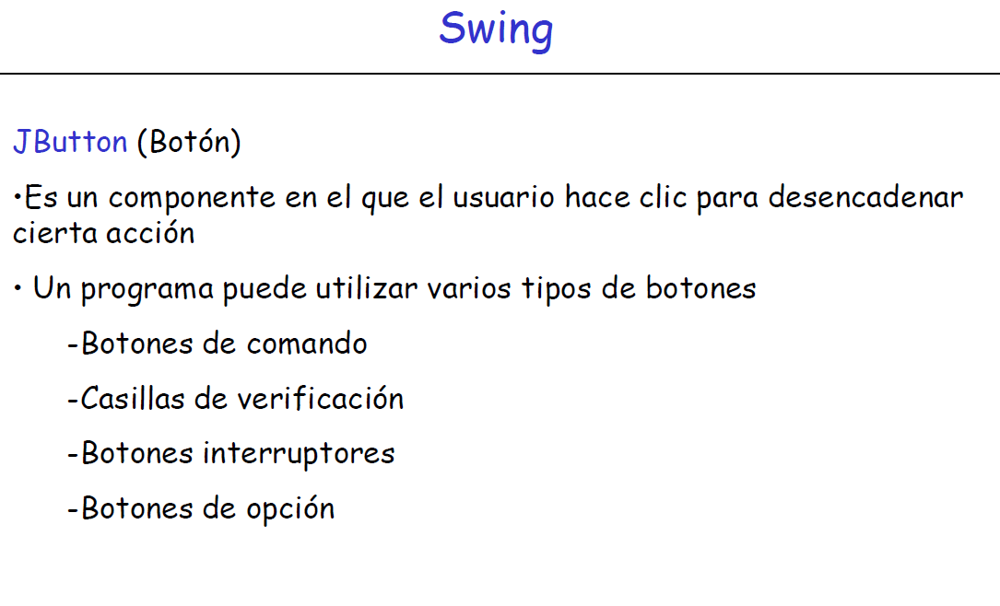 Swing
JButton (Botón)
•Es un componente en el que el usuario hace clic para desencadenar
cierta acción
• Un programa puede utilizar varios tipos de botones
-Botones de comando
-Casillas de verificación
-Botones interruptores
-Botones de opción